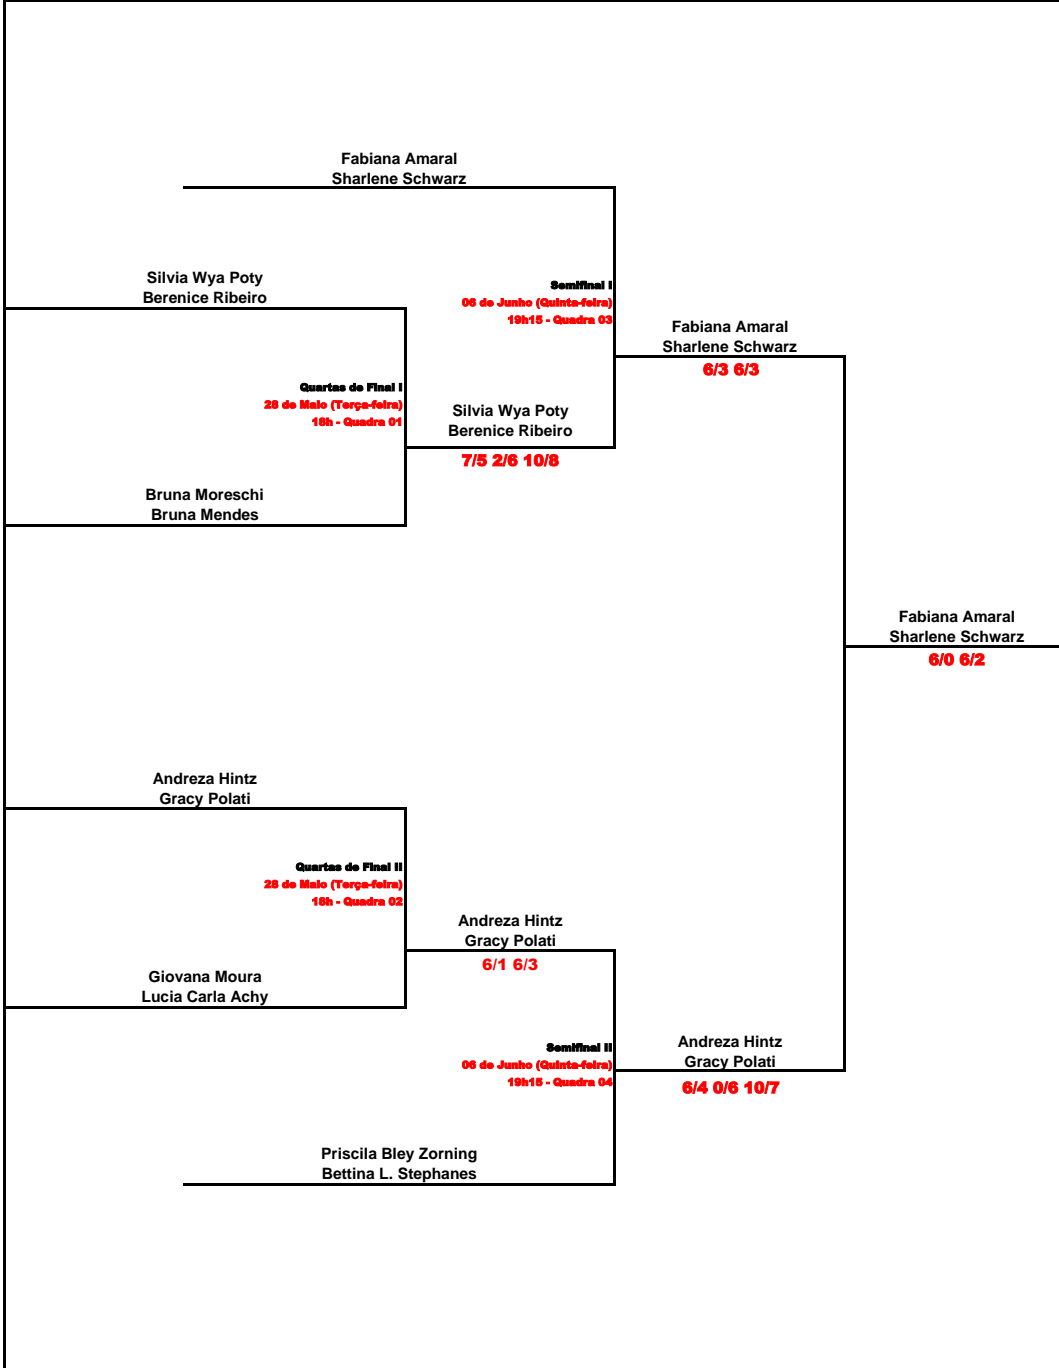 Fabiana Amaral
Sharlene Schwarz
Silvia Wya Poty
Berenice Ribeiro
Semifinal I
06 de Junho (Quinta-feira)
19h15 - Quadra 03
Fabiana Amaral
Sharlene Schwarz
6/3 6/3
Quartas de Final I
28 de Maio (Terça-feira)
18h - Quadra 01
Silvia Wya Poty
Berenice Ribeiro
7/5 2/6 10/8
Bruna Moreschi
Bruna Mendes
Fabiana Amaral
Sharlene Schwarz
6/0 6/2
Andreza Hintz
Gracy Polati
Quartas de Final II
28 de Maio (Terça-feira)
18h - Quadra 02
Andreza Hintz
Gracy Polati
6/1 6/3
Giovana Moura
Lucia Carla Achy
Semifinal II
06 de Junho (Quinta-feira)
19h15 - Quadra 04
Andreza Hintz
Gracy Polati
6/4 0/6 10/7
Priscila Bley Zorning
Bettina L. Stephanes